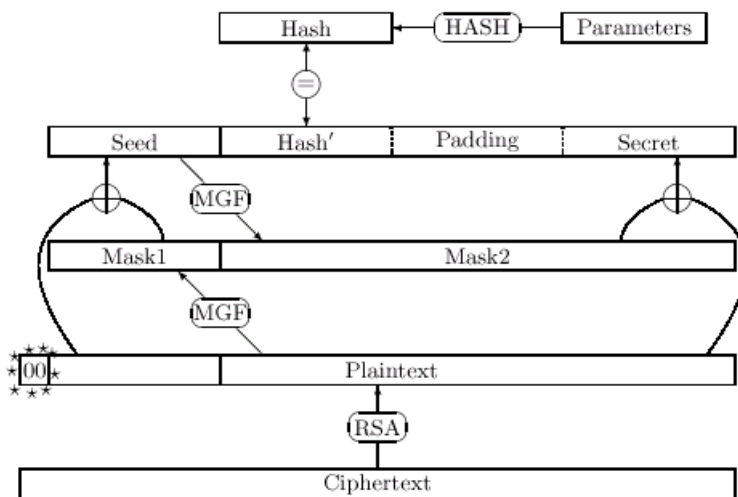 Hash HASH Parameters
=
Seed Hash′ Padding Secret
MGF
Mask1 Mask2
MGF
00 Plaintext
RSA
Ciphertext